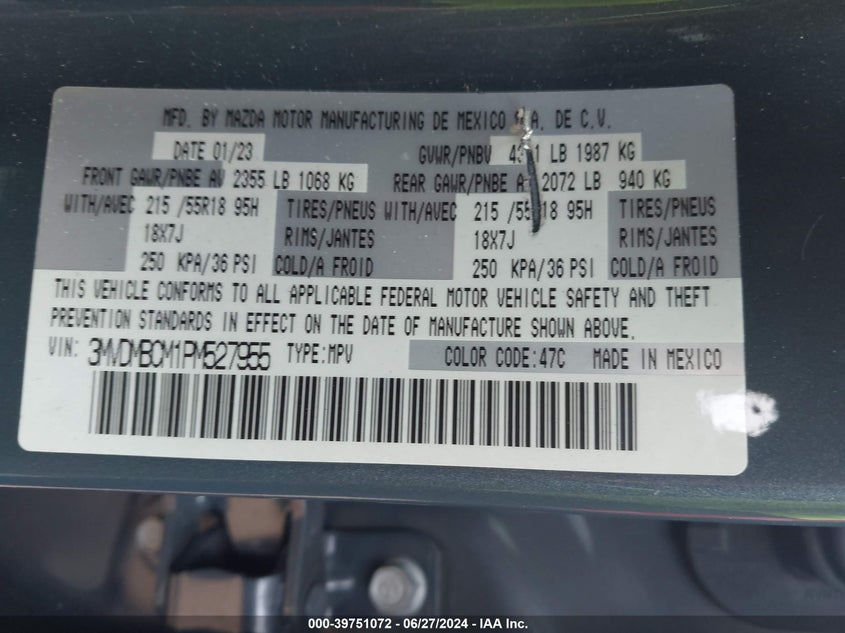 MFD. BY MAZDA MOTOR MANUFACTURING DE MEXICO S.A. DE C.V.
DATE 01/23 GVWR/PNBV LB 1987 KG
FRONT GAWR/PNBE AV 2355 LB 1068 KG REAR GAWR/PNBE 2072 LB 940 KG
WITH/AVEC 215 /55R18 95H TIRES/PNEUS WITH/AVEC 215 /55R18 95H TIRES/PNEUS
18X7J RIMS/JANTES 18X7J RIMS/JANTES
250 KPA/36 PSI COLD/A FROID 250 KPA/36 PSI COLD/A FROID
THIS VEHICLE CONFORMS TO ALL APPLICABLE FEDERAL MOTOR VEHICLE SAFETY AND THEFT
PREVENTION STANDARDS IN EFFECT ON THE DATE OF MANUFACTURE SHOWN ABOVE.
VIN: 3MVDMBCM1PM527955 TYPE:MPV COLOR CODE:47C MADE IN MEXICO
000-39751072 / 06/27/2024 - IAA Inc.